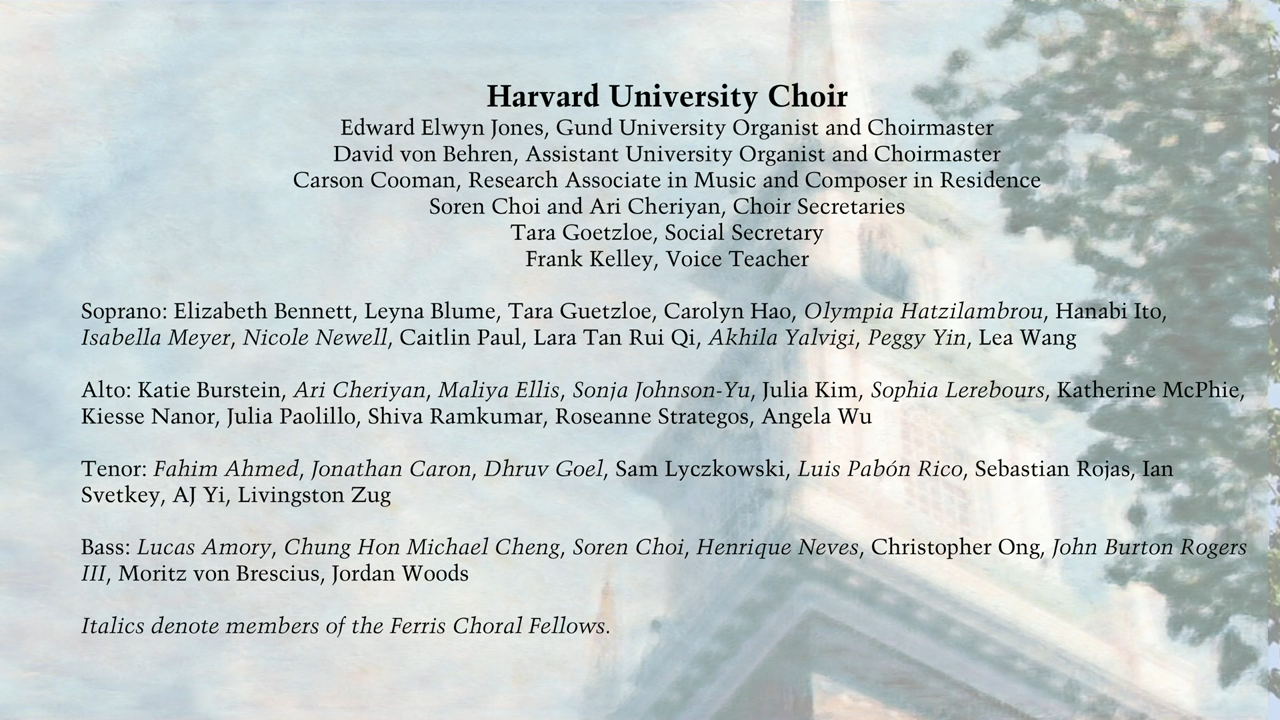 Harvard University Choir
Edward Elwyn Jones, Gund University Organist and Choirmaster
David von Behren, Assistant University Organist and Choirmaster
Carson Cooman, Research Associate in Music and Composer in Residence
Soren Choi and Ari Cheriyan, Choir Secretaries
Tara Goetzloe, Social Secretary
Frank Kelley, Voice Teacher
Soprano: Elizabeth Bennett, Leyna Blume, Tara Guetzloe, Carolyn Hao, Olympia Hatzilambrou, Hanabi Ito,
Isabella Meyer, Nicole Newell, Caitlin Paul, Lara Tan Rui Qi, Akhila Yalvigi, Peggy Yin, Lea Wang
Alto: Katie Burstein, Ari Cheriyan, Maliya Ellis, Sonja Johnson-Yu, Julia Kim, Sophia Lerebours, Katherine McPhie,
Kiesse Nanor, Julia Paolillo, Shiva Ramkumar, Roseanne Strategos, Angela Wu
Tenor: Fahim Ahmed, Jonathan Caron, Dhruv Goel, Sam Lyczkowski, Luis Pabón Rico, Sebastian Rojas, Ian
Svetkey, AJ Yi, Livingston Zug
Bass: Lucas Amory, Chung Hon Michael Cheng, Soren Choi, Henrique Neves, Christopher Ong, John Burton Rogers
III, Moritz von Brescius, Jordan Woods
Italics denote members of the Ferris Choral Fellows.